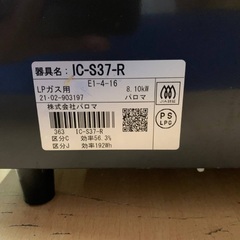 器具名: IC-S37-R
E1-4-16
LPガス用 8.10kW
21-02-903197 パロマ
株式会社パロマ
363 IC-S37-R
区分C 効率56.3%
区分J 効率192Wh
PS
LPG